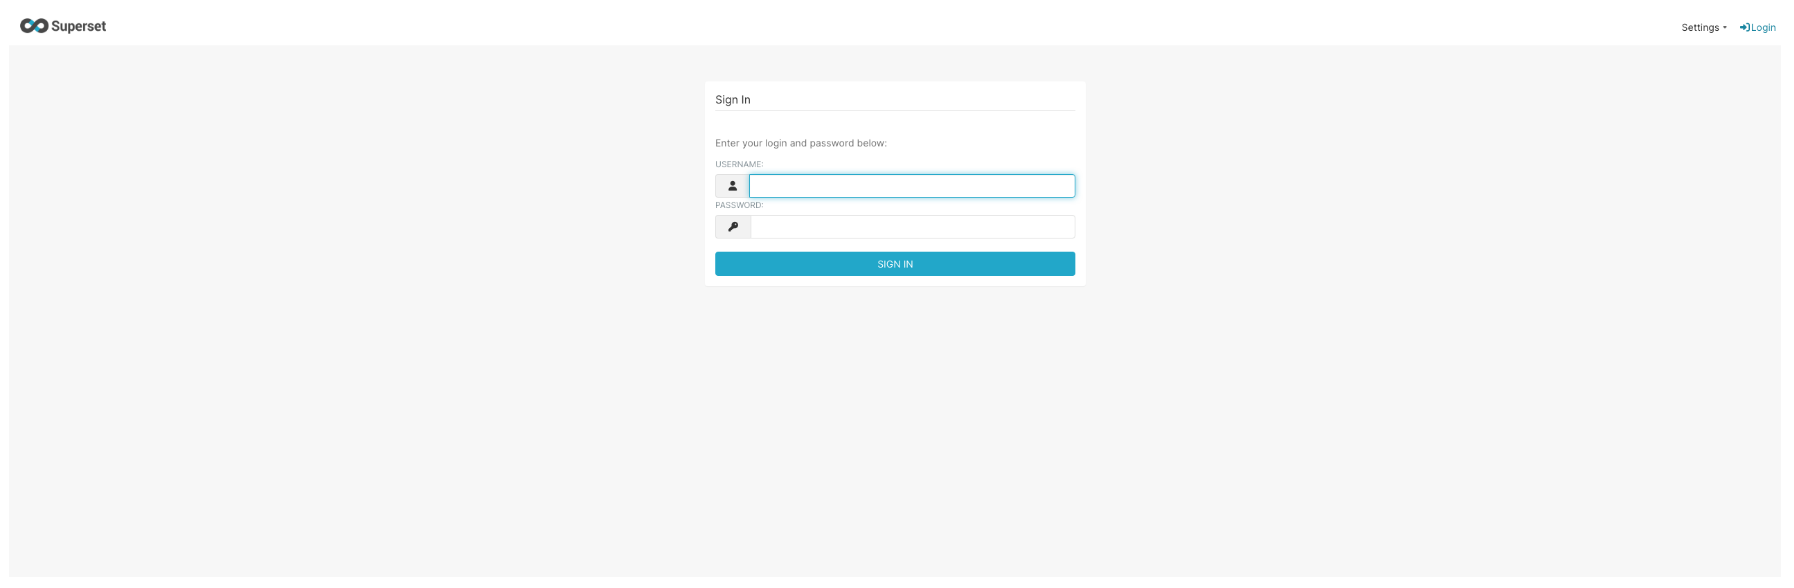 Superset
Settings
Login
Sign In
Enter your login and password below:
USERNAME:
PASSWORD:
SIGN IN